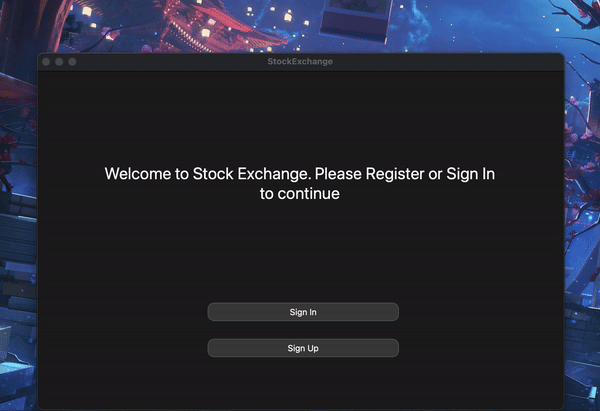 StockExchange
Welcome to Stock Exchange. Please Register or Sign In
to continue
Sign In
Sign Up